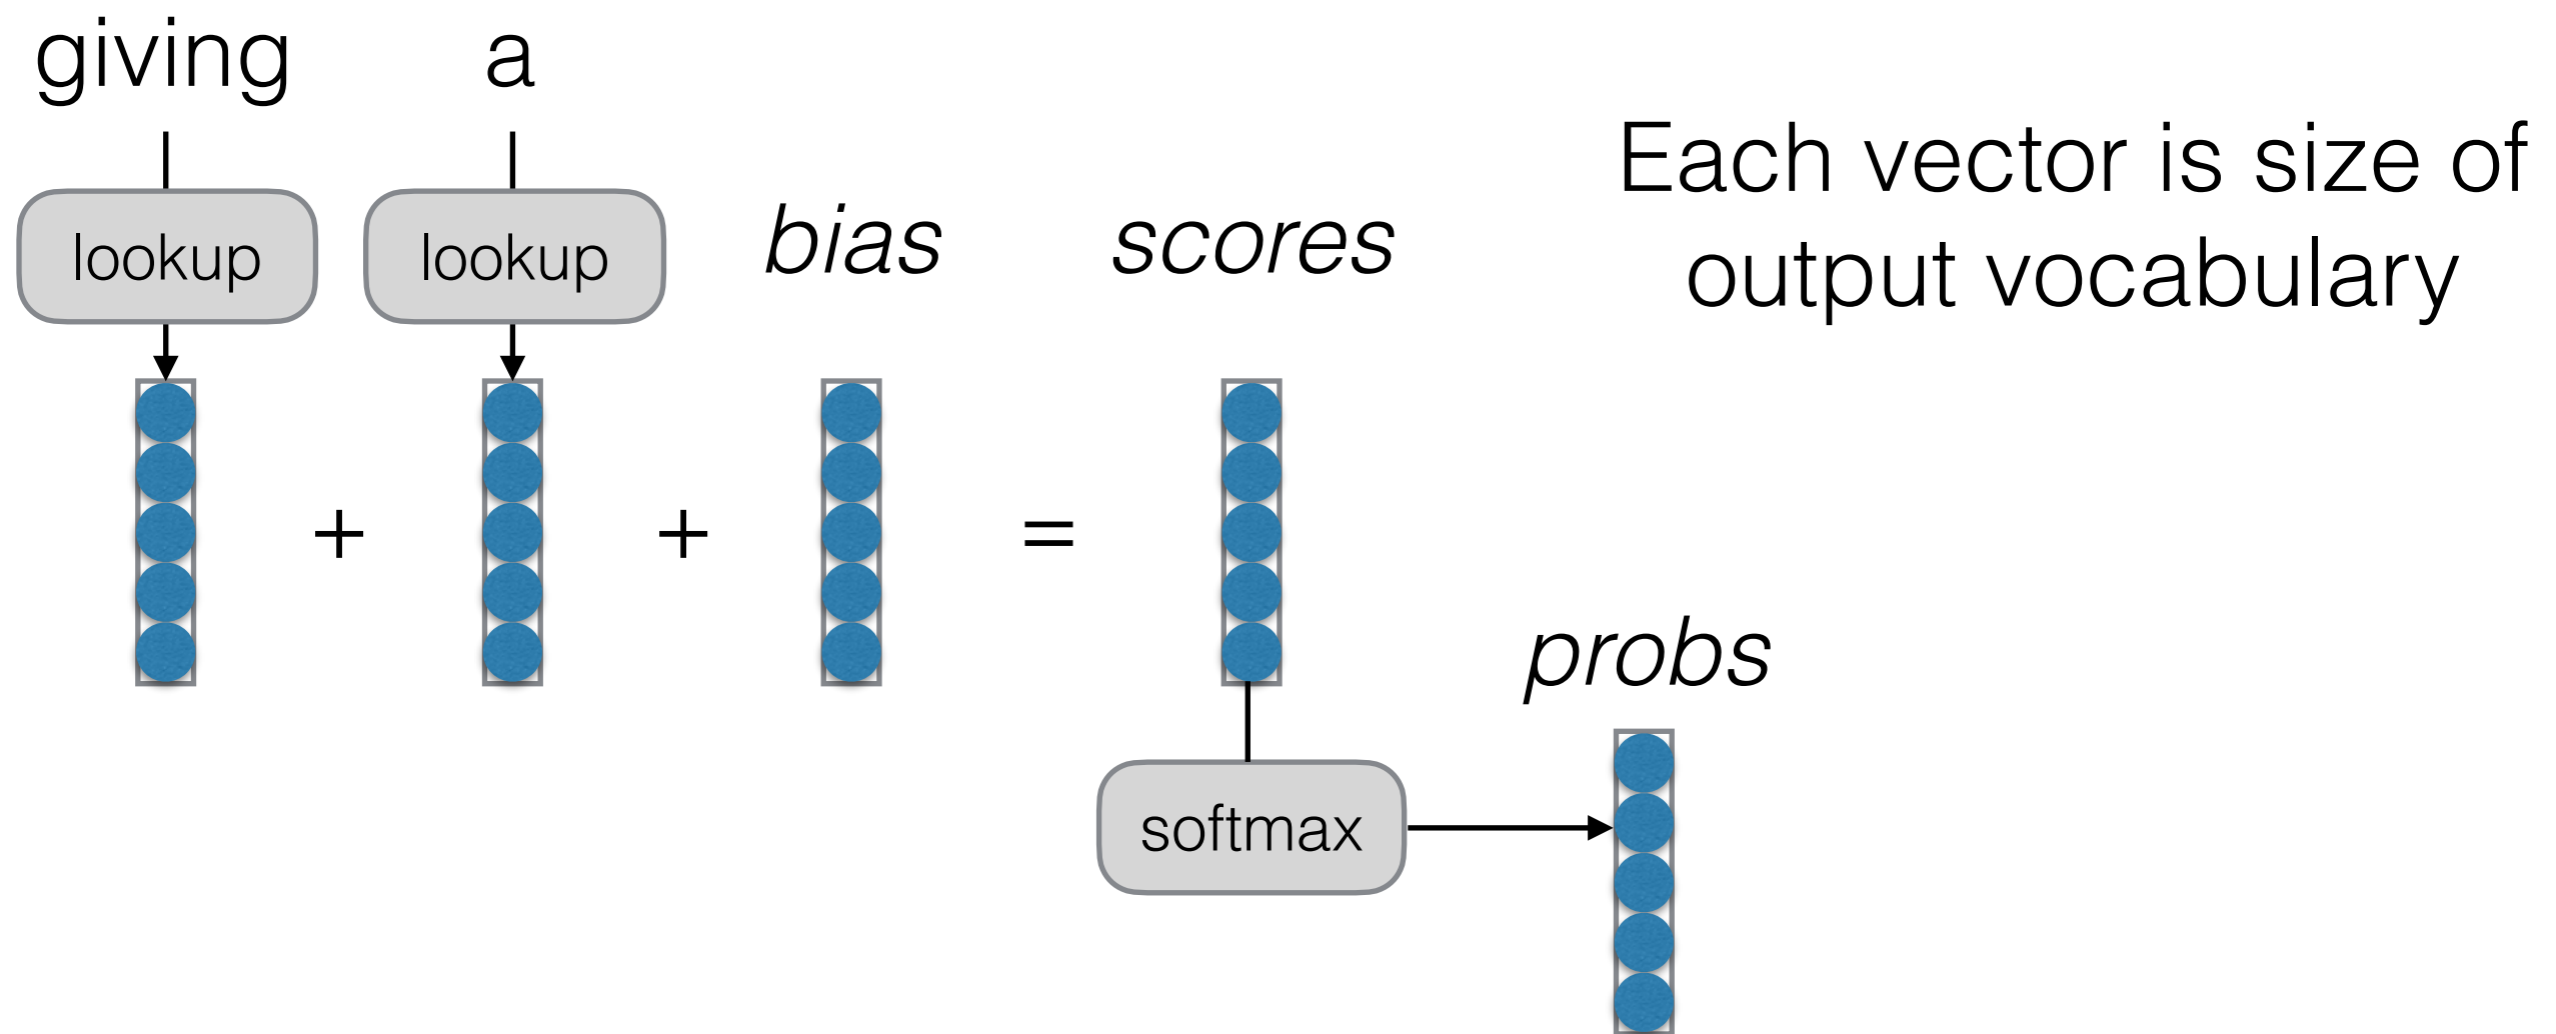 giving a
Each vector is size of
output vocabulary
lookup lookup bias scores
+ + =
probs
softmax